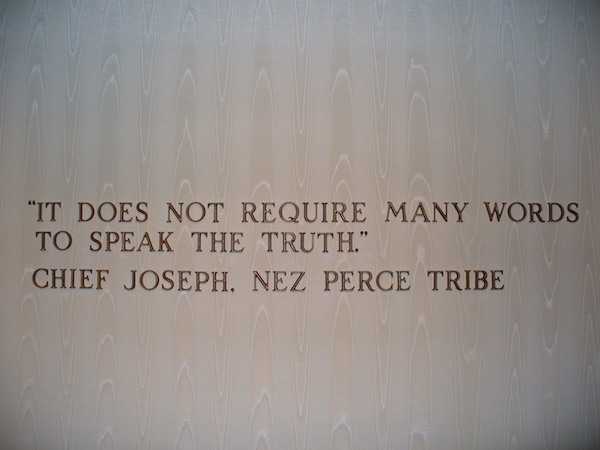 “IT DOES NOT REQUIRE MANY WORDS
TO SPEAK THE TRUTH.”
CHIEF JOSEPH. NEZ PERCE TRIBE